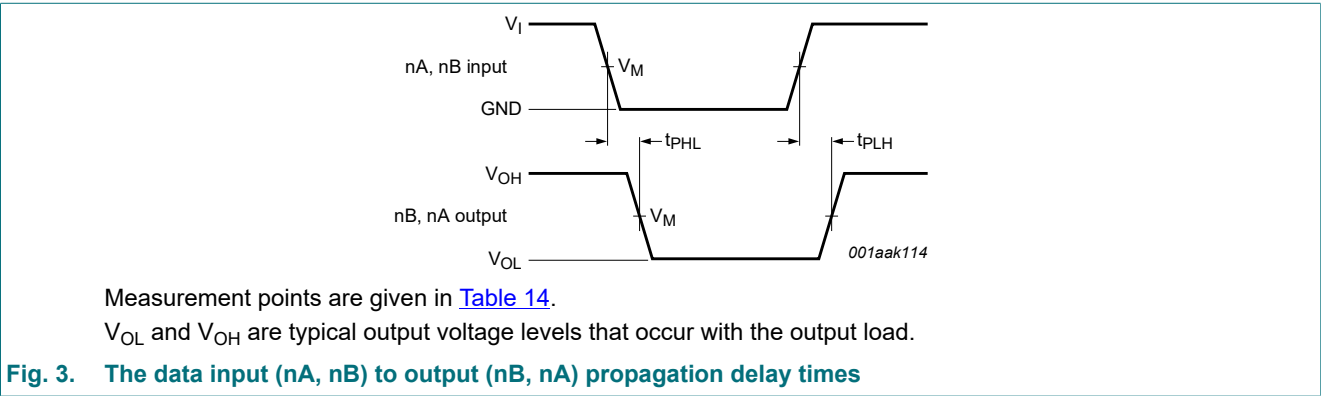 V_I
nA, nB input
V_M
GND
t_PHL
t_PLH
V_OH
nB, nA output
V_M
V_OL
001aak114
Measurement points are given in Table 14.
V_OL and V_OH are typical output voltage levels that occur with the output load.
Fig. 3. The data input (nA, nB) to output (nB, nA) propagation delay times